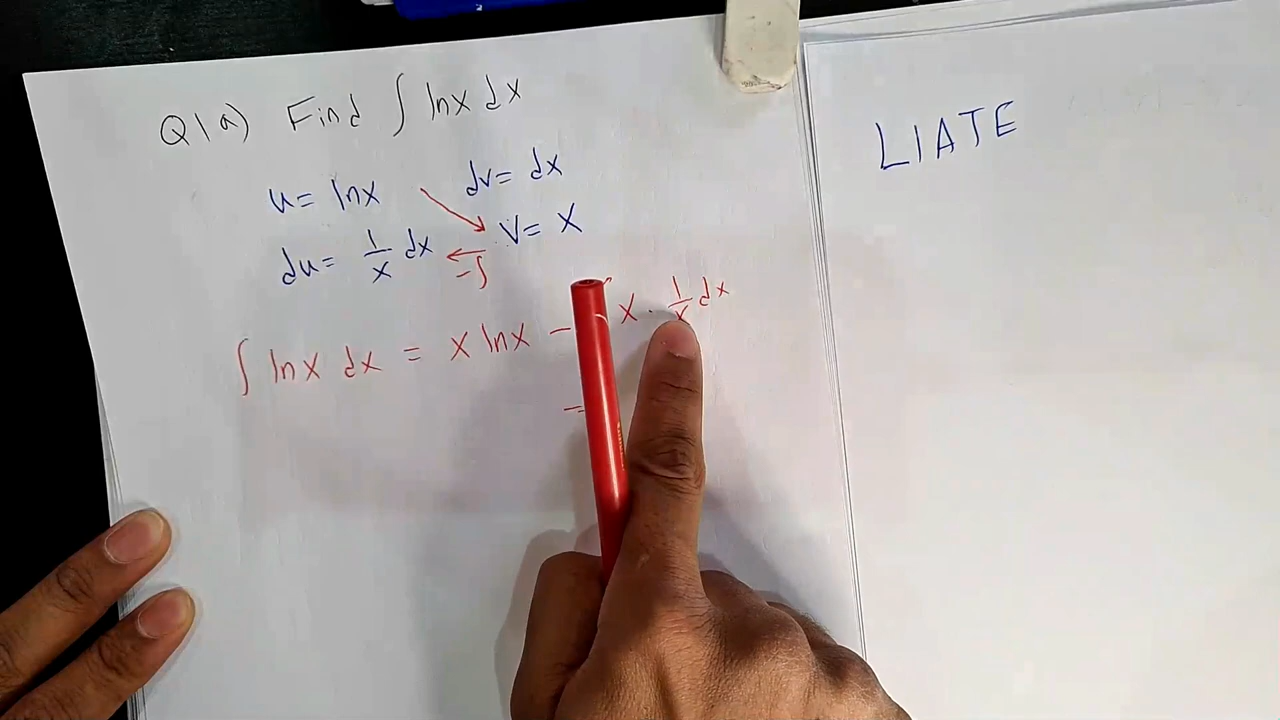 Q1a) Find ∫ lnx dx
LIATE
u= lnx dv= dx
du= 1/x dx v= x
-∫
∫ lnx dx = x lnx - x · 1/x dx
=